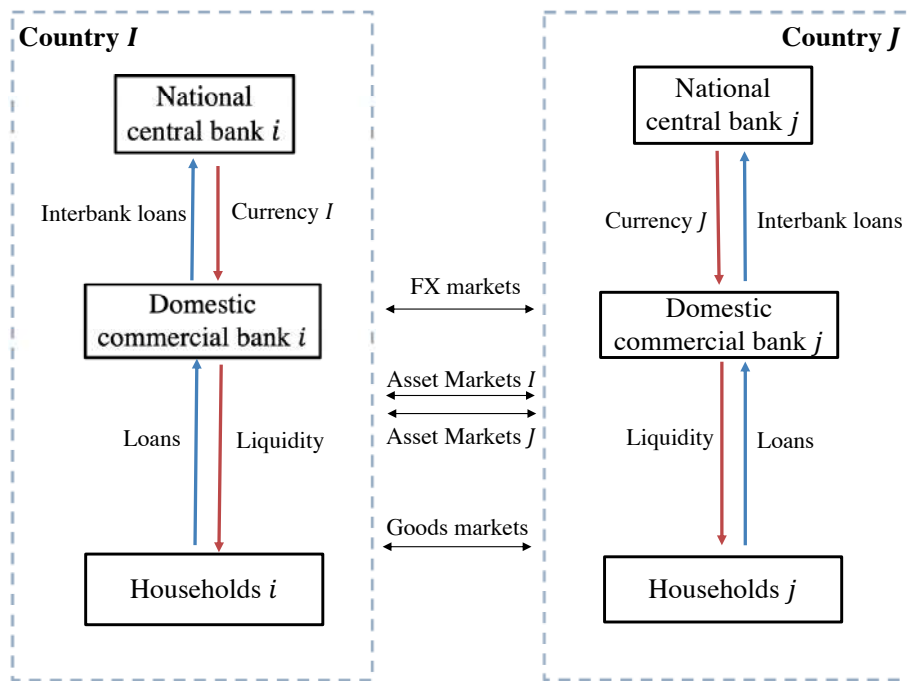 Country I
National
central bank i
Interbank loans
Currency I
Domestic
commercial bank i
Loans
Liquidity
Households i
FX markets
Asset Markets I
Asset Markets J
Goods markets
Country J
National
central bank j
Currency J
Interbank loans
Domestic
commercial bank j
Liquidity
Loans
Households j